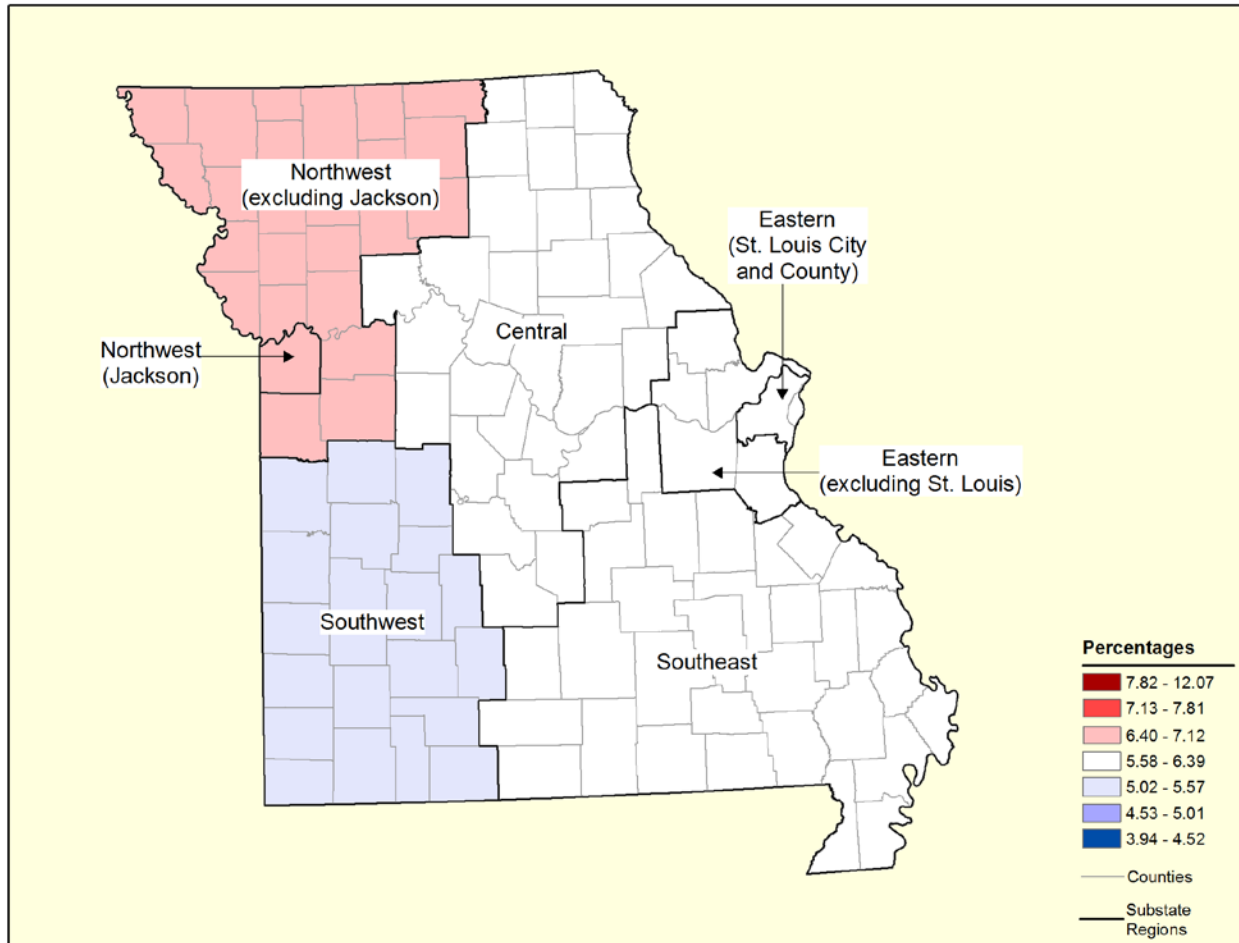 Northwest
(excluding Jackson)
Eastern
(St. Louis City
and County)
Central
Northwest
(Jackson)
Eastern
(excluding St. Louis)
Southwest
Southeast
Percentages
7.82 - 12.07
7.13 - 7.81
6.40 - 7.12
5.58 - 6.39
5.02 - 5.57
4.53 - 5.01
3.94 - 4.52
Counties
Substate
Regions